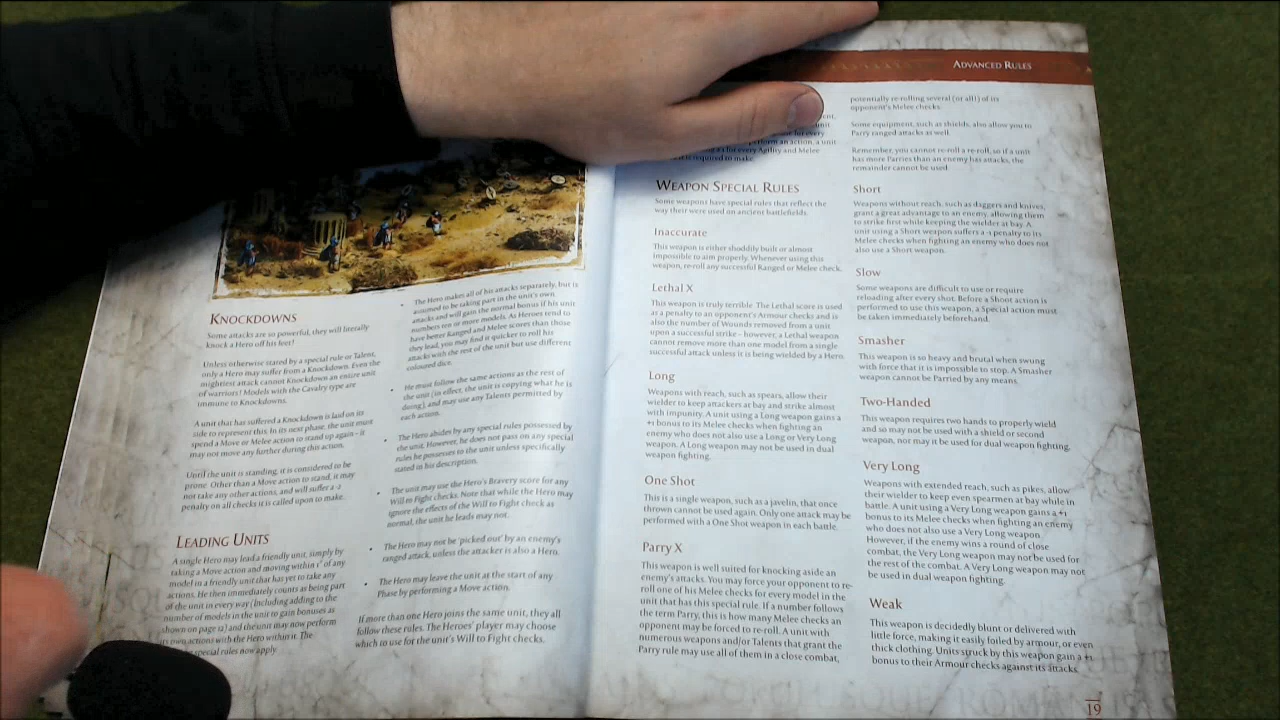 KNOCKDOWNS
Some attacks are so powerful, they will literally
knock a Hero off his feet!
Unless otherwise stated by a special rule or Talent,
only a Hero may suffer from a Knockdown. Even the
mightiest attack cannot Knockdown an entire unit
of warriors! Models with the Cavalry type are
immune to Knockdowns.
A unit that has suffered a Knockdown is laid on its
side to represent this. In its next phase, the unit must
spend a Move or Melee action to stand up again – it
may not move any further during this action.
Until the unit is standing, it is considered to be
prone. Other than a Move action to stand, it may
not take any other actions, and will suffer a -2
penalty on all checks it is called upon to make.
LEADING UNITS
A single Hero may lead a friendly unit, simply by
taking a Move action and moving within 1" of any
model in a friendly unit that has yet to take any
actions. He then immediately counts as being part
of the unit in every way (including adding to the
number of models in the unit to gain bonuses as
shown on page 12) and the unit may now perform
its own actions with the Hero within it. The
special rules now apply.
• The Hero makes all of his attacks separately, but is
assumed to be taking part in the unit's own
attacks and will gain the normal bonus if his unit
numbers ten or more models. As Heroes tend to
have better Ranged and Melee scores than those
they lead, you may find it quicker to roll his
attacks with the rest of the unit but use different
coloured dice.
• He must follow the same actions as the rest of
the unit (in effect, the unit is copying what he is
doing), and may use any Talents permitted by
each action.
• The Hero abides by any special rules possessed by
the unit. However, he does not pass on any special
rules he possesses to the unit unless specifically
stated in his description.
• The unit may use the Hero's Bravery score for any
Will to Fight checks. Note that while the Hero may
ignore the effects of the Will to Fight check as
normal, the unit he leads may not.
• The Hero may not be 'picked out' by an enemy's
ranged attack, unless the attacker is also a Hero.
• The Hero may leave the unit at the start of any
Phase by performing a Move action.
If more than one Hero joins the same unit, they all
follow these rules. The Heroes' player may choose
which to use for the unit's Will to Fight checks.
ADVANCED RULES
unit
for every
perform an action, a unit
a 1 for every Agility and Melee
it is required to make.
WEAPON SPECIAL RULES
Some weapons have special rules that reflect the
way their were used on ancient battlefields.
Inaccurate
This weapon is either shoddily built or almost
impossible to aim properly. Whenever using this
weapon, re-roll any successful Ranged or Melee check.
Lethal X
This weapon is truly terrible. The Lethal score is used
as a penalty to an opponent's Armour checks and is
also the number of Wounds removed from a unit
upon a successful strike – however, a Lethal weapon
cannot remove more than one model from a single
successful attack unless it is being wielded by a Hero.
Long
Weapons with reach, such as spears, allow their
wielder to keep attackers at bay and strike almost
with impunity. A unit using a Long weapon gains a
+1 bonus to its Melee checks when fighting an
enemy who does not also use a Long or Very Long
weapon. A Long weapon may not be used in dual
weapon fighting.
One Shot
This is a single weapon, such as a javelin, that once
thrown cannot be used again. Only one attack may be
performed with a One Shot weapon in each battle.
Parry X
This weapon is well suited for knocking aside an
enemy's attacks. You may force your opponent to re-
roll one of his Melee checks for every model in the
unit that has this special rule. If a number follows
the term Parry, this is how many Melee checks an
opponent may be forced to re-roll. A unit with
numerous weapons and/or Talents that grant the
Parry rule may use all of them in a close combat,
potentially re-rolling several (or all!) of its
opponent's Melee checks.
Some equipment, such as shields, also allow you to
Parry ranged attacks as well.
Remember, you cannot re-roll a re-roll, so if a unit
has more Parries than an enemy has attacks, the
remainder cannot be used.
Short
Weapons without reach, such as daggers and knives,
grant a great advantage to an enemy, allowing them
to strike first while keeping the wielder at bay. A
unit using a Short weapon suffers a -1 penalty to its
Melee checks when fighting an enemy who does not
also use a Short weapon.
Slow
Some weapons are difficult to use or require
reloading after every shot. Before a Shoot action is
performed to use this weapon, a Special action must
be taken immediately beforehand.
Smasher
This weapon is so heavy and brutal when swung
with force that it is impossible to stop. A Smasher
weapon cannot be Parried by any means.
Two-Handed
This weapon requires two hands to properly wield
and so may not be used with a shield or second
weapon, nor may it be used for dual weapon fighting.
Very Long
Weapons with extended reach, such as pikes, allow
their wielder to keep even spearmen at bay while in
battle. A unit using a Very Long weapon gains a +1
bonus to its Melee checks when fighting an enemy
who does not also use a Very Long weapon.
However, if the enemy wins a round of close
combat, the Very Long weapon may not be used for
the rest of the combat. A Very Long weapon may not
be used in dual weapon fighting.
Weak
This weapon is decidedly blunt or delivered with
little force, making it easily foiled by armour, or even
thick clothing. Units struck by this weapon gain a +1
bonus to their Armour checks against its attacks.
19